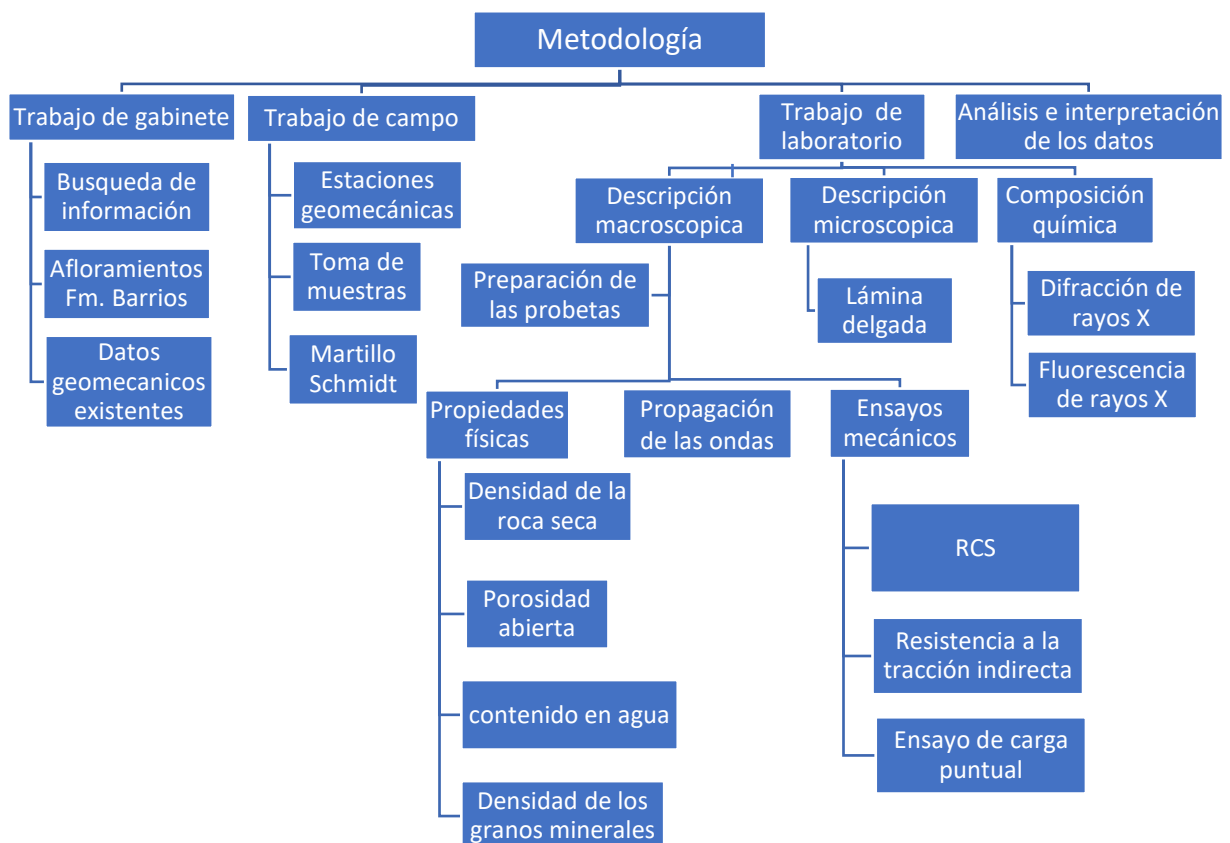 Metodología
Trabajo de gabinete
Trabajo de campo
Trabajo de
laboratorio
Análisis e interpretación
de los datos
Busqueda de
información
Afloramientos
Fm. Barrios
Datos
geomecanicos
existentes
Estaciones
geomecánicas
Toma de
muestras
Martillo
Schmidt
Descripción
macroscopica
Descripción
microscopica
Composición
química
Preparación de
las probetas
Lámina
delgada
Difracción de
rayos X
Fluorescencia
de rayos X
Propiedades
físicas
Propagación
de las ondas
Ensayos
mecánicos
Densidad de la
roca seca
Porosidad
abierta
contenido en agua
Densidad de los
granos minerales
RCS
Resistencia a la
tracción indirecta
Ensayo de carga
puntual